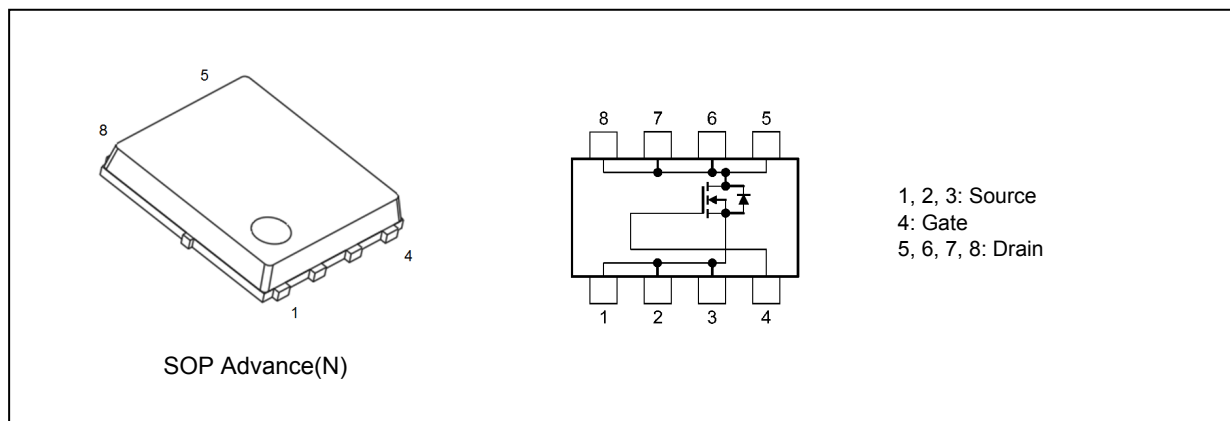 5
8
4
1
SOP Advance(N)
8 7 6 5
1 2 3 4
1, 2, 3: Source
4: Gate
5, 6, 7, 8: Drain